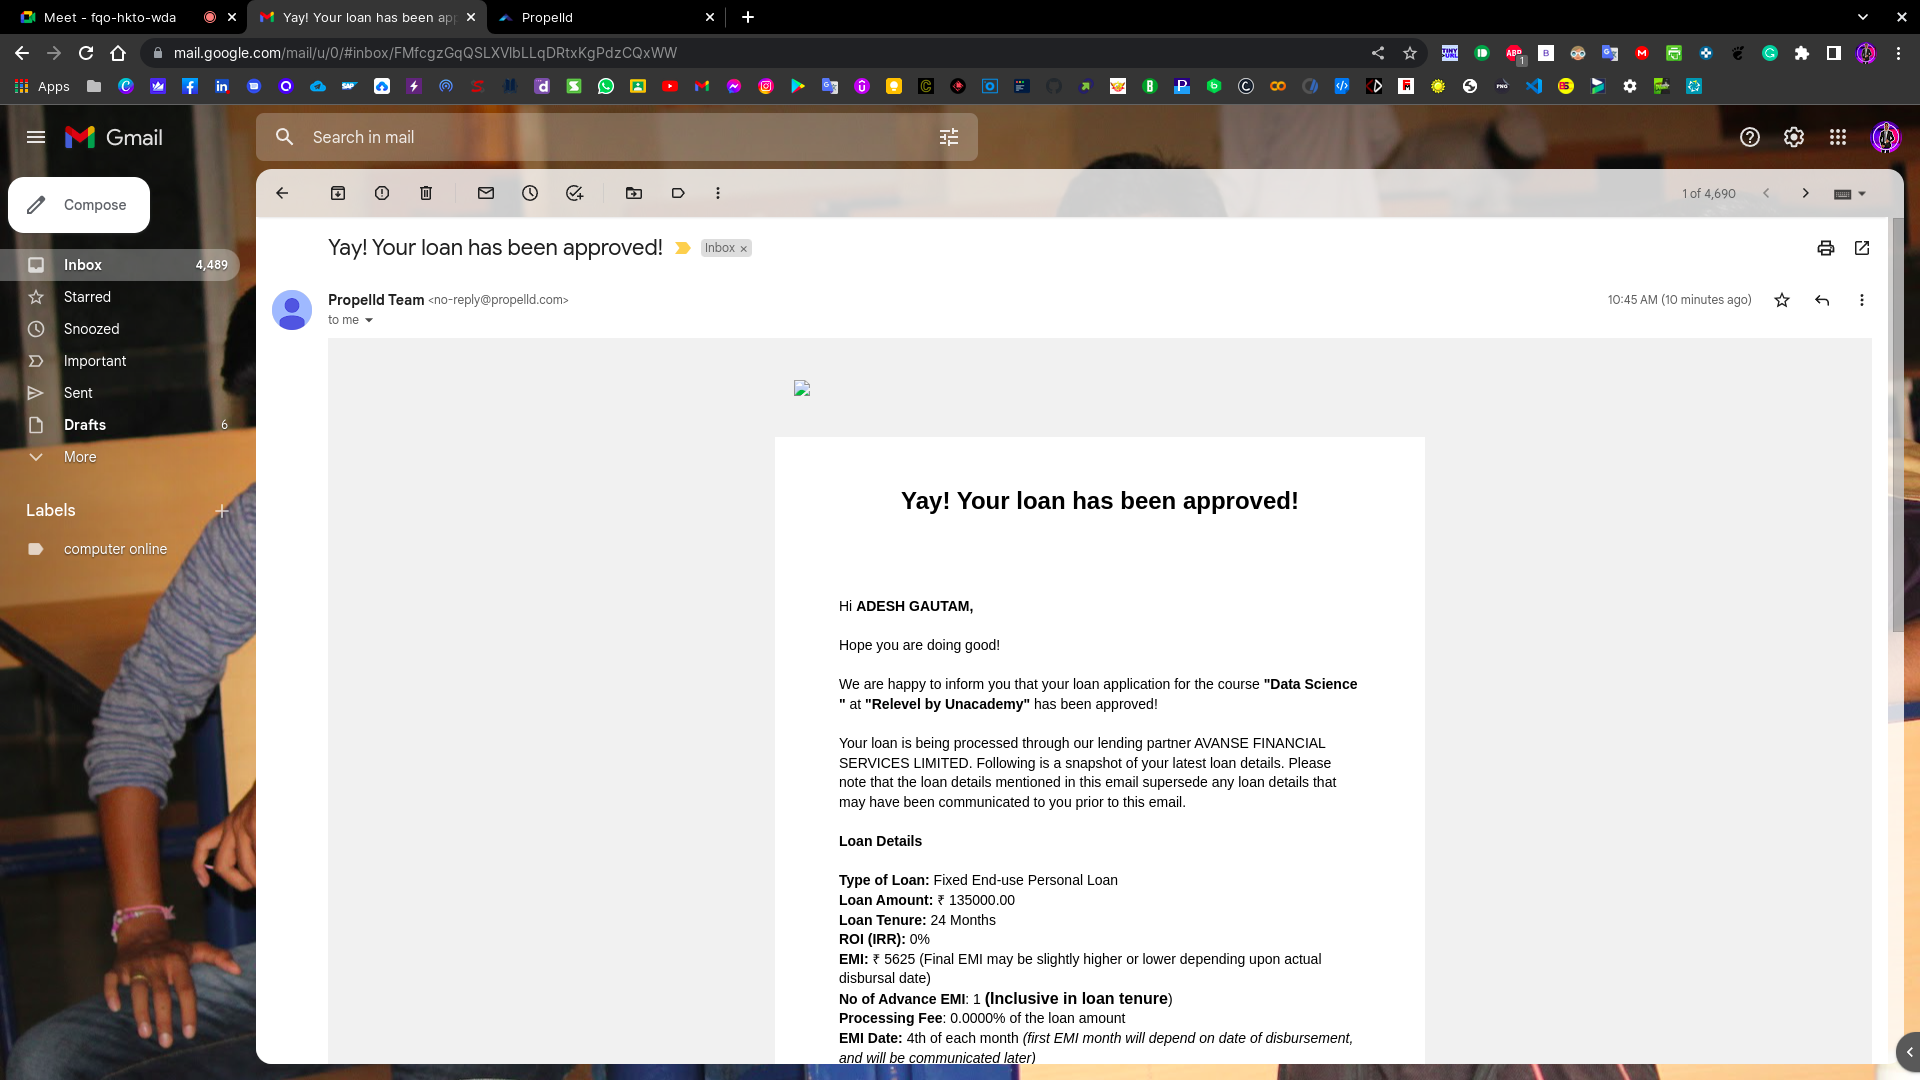 Meet - fqo-hkto-wda
Yay! Your loan has been app
Propelld
mail.google.com/mail/u/0/#inbox/FMfcgzGqQSLXVlbLLqDRtxKgPdzCQxWW
Apps
Gmail
Search in mail
Compose
1 of 4,690
Inbox 4,489
Starred
Snoozed
Important
Sent
Drafts 6
More
Labels
computer online
Yay! Your loan has been approved!
Inbox
Propelld Team <no-reply@propelld.com>
10:45 AM (10 minutes ago)
to me
Yay! Your loan has been approved!
Hi ADESH GAUTAM,
Hope you are doing good!
We are happy to inform you that your loan application for the course "Data Science
" at "Relevel by Unacademy" has been approved!
Your loan is being processed through our lending partner AVANSE FINANCIAL
SERVICES LIMITED. Following is a snapshot of your latest loan details. Please
note that the loan details mentioned in this email supersede any loan details that
may have been communicated to you prior to this email.
Loan Details
Type of Loan: Fixed End-use Personal Loan
Loan Amount: ₹ 135000.00
Loan Tenure: 24 Months
ROI (IRR): 0%
EMI: ₹ 5625 (Final EMI may be slightly higher or lower depending upon actual
disbursal date)
No of Advance EMI: 1 (Inclusive in loan tenure)
Processing Fee: 0.0000% of the loan amount
EMI Date: 4th of each month (first EMI month will depend on date of disbursement,
and will be communicated later)